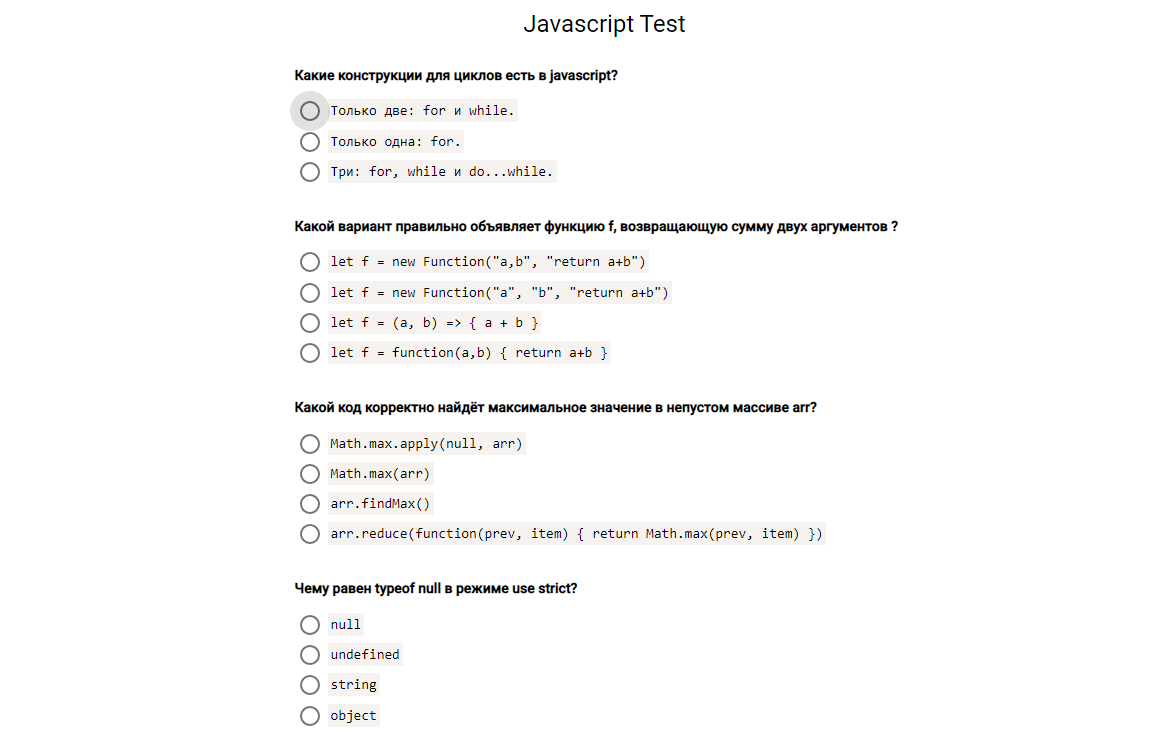 Javascript Test
Какие конструкции для циклов есть в javascript?
Только две: for и while.
Только одна: for.
Три: for, while и do...while.
Какой вариант правильно объявляет функцию f, возвращающую сумму двух аргументов ?
let f = new Function("a,b", "return a+b")
let f = new Function("a", "b", "return a+b")
let f = (a, b) => { a + b }
let f = function(a,b) { return a+b }
Какой код корректно найдёт максимальное значение в непустом массиве arr?
Math.max.apply(null, arr)
Math.max(arr)
arr.findMax()
arr.reduce(function(prev, item) { return Math.max(prev, item) })
Чему равен typeof null в режиме use strict?
null
undefined
string
object